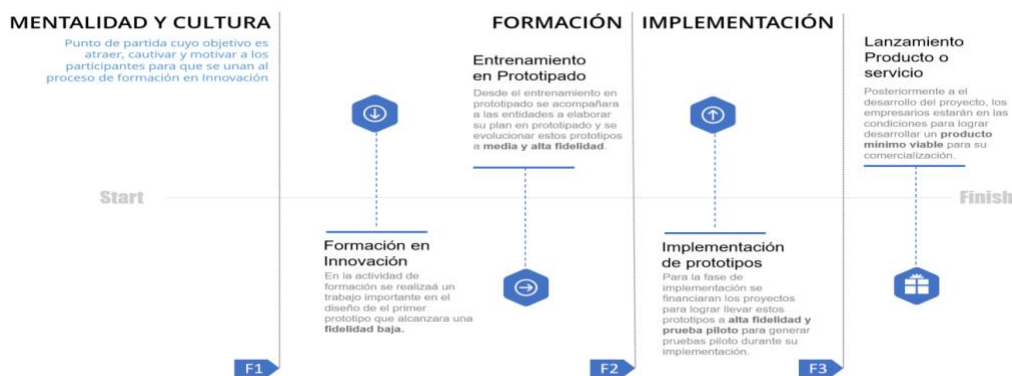 MENTALIDAD Y CULTURA
Punto de partida cuyo objetivo es
atraer, cautivar y motivar a los
participantes para que se unan al
proceso de formación en Innovación
FORMACIÓN
Entrenamiento
en Prototipado
Desde el entrenamiento en
prototipado se acompañara
a las entidades a elaborar
su plan en prototipado y se
evolucionar estos prototipos
a media y alta fidelidad.
IMPLEMENTACIÓN
Lanzamiento
Producto o
servicio
Posteriormente a el
desarrollo del proyecto, los
empresarios estarán en las
condiciones para lograr
desarrollar un producto
mínimo viable para su
comercialización.
Start
Finish
Formación en
Innovación
En la actividad de
formación se realizaá un
trabajo importante en el
diseño de el primer
prototipo que alcanzara una
fidelidad baja.
Implementación
de prototipos
Para la fase de
implementación se
financiaran los proyectos
para lograr llevar estos
prototipos a alta fidelidad y
prueba piloto para generar
pruebas piloto durante su
implementación.
F1
F2
F3